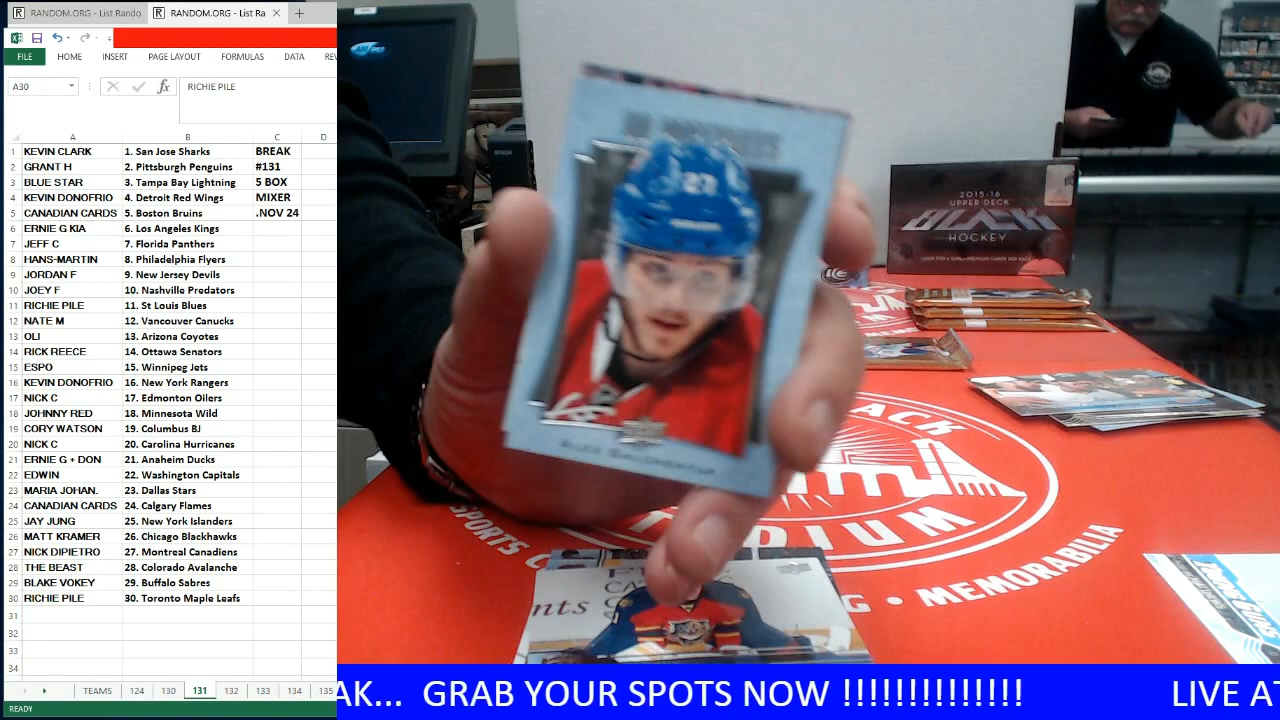 RANDOM.ORG - List Rando
RANDOM.ORG - List Ra
FILE HOME INSERT PAGE LAYOUT FORMULAS DATA REV
A30 RICHIE PILE
A B C D
1 KEVIN CLARK 1. San Jose Sharks BREAK
2 GRANT H 2. Pittsburgh Penguins #131
3 BLUE STAR 3. Tampa Bay Lightning 5 BOX
4 KEVIN DONOFRIO 4. Detroit Red Wings MIXER
5 CANADIAN CARDS 5. Boston Bruins .NOV 24
6 ERNIE G KIA 6. Los Angeles Kings
7 JEFF C 7. Florida Panthers
8 HANS-MARTIN 8. Philadelphia Flyers
9 JORDAN F 9. New Jersey Devils
10 JOEY F 10. Nashville Predators
11 RICHIE PILE 11. St Louis Blues
12 NATE M 12. Vancouver Canucks
13 OLI 13. Arizona Coyotes
14 RICK REECE 14. Ottawa Senators
15 ESPO 15. Winnipeg Jets
16 KEVIN DONOFRIO 16. New York Rangers
17 NICK C 17. Edmonton Oilers
18 JOHNNY RED 18. Minnesota Wild
19 CORY WATSON 19. Columbus BJ
20 NICK C 20. Carolina Hurricanes
21 ERNIE G + DON 21. Anaheim Ducks
22 EDWIN 22. Washington Capitals
23 MARIA JOHAN. 23. Dallas Stars
24 CANADIAN CARDS 24. Calgary Flames
25 JAY JUNG 25. New York Islanders
26 MATT KRAMER 26. Chicago Blackhawks
27 NICK DIPIETRO 27. Montreal Canadiens
28 THE BEAST 28. Colorado Avalanche
29 BLAKE VOKEY 29. Buffalo Sabres
30 RICHIE PILE 30. Toronto Maple Leafs
31
32
33
34
TEAMS 124 130 131 132 133 134 135
READY
27
2015-16
UPPER DECK
BLACK
HOCKEY
SPORTS C
MEMORABILIA
AK... GRAB YOUR SPOTS NOW !!!!!!!!!!!!!! LIVE AT